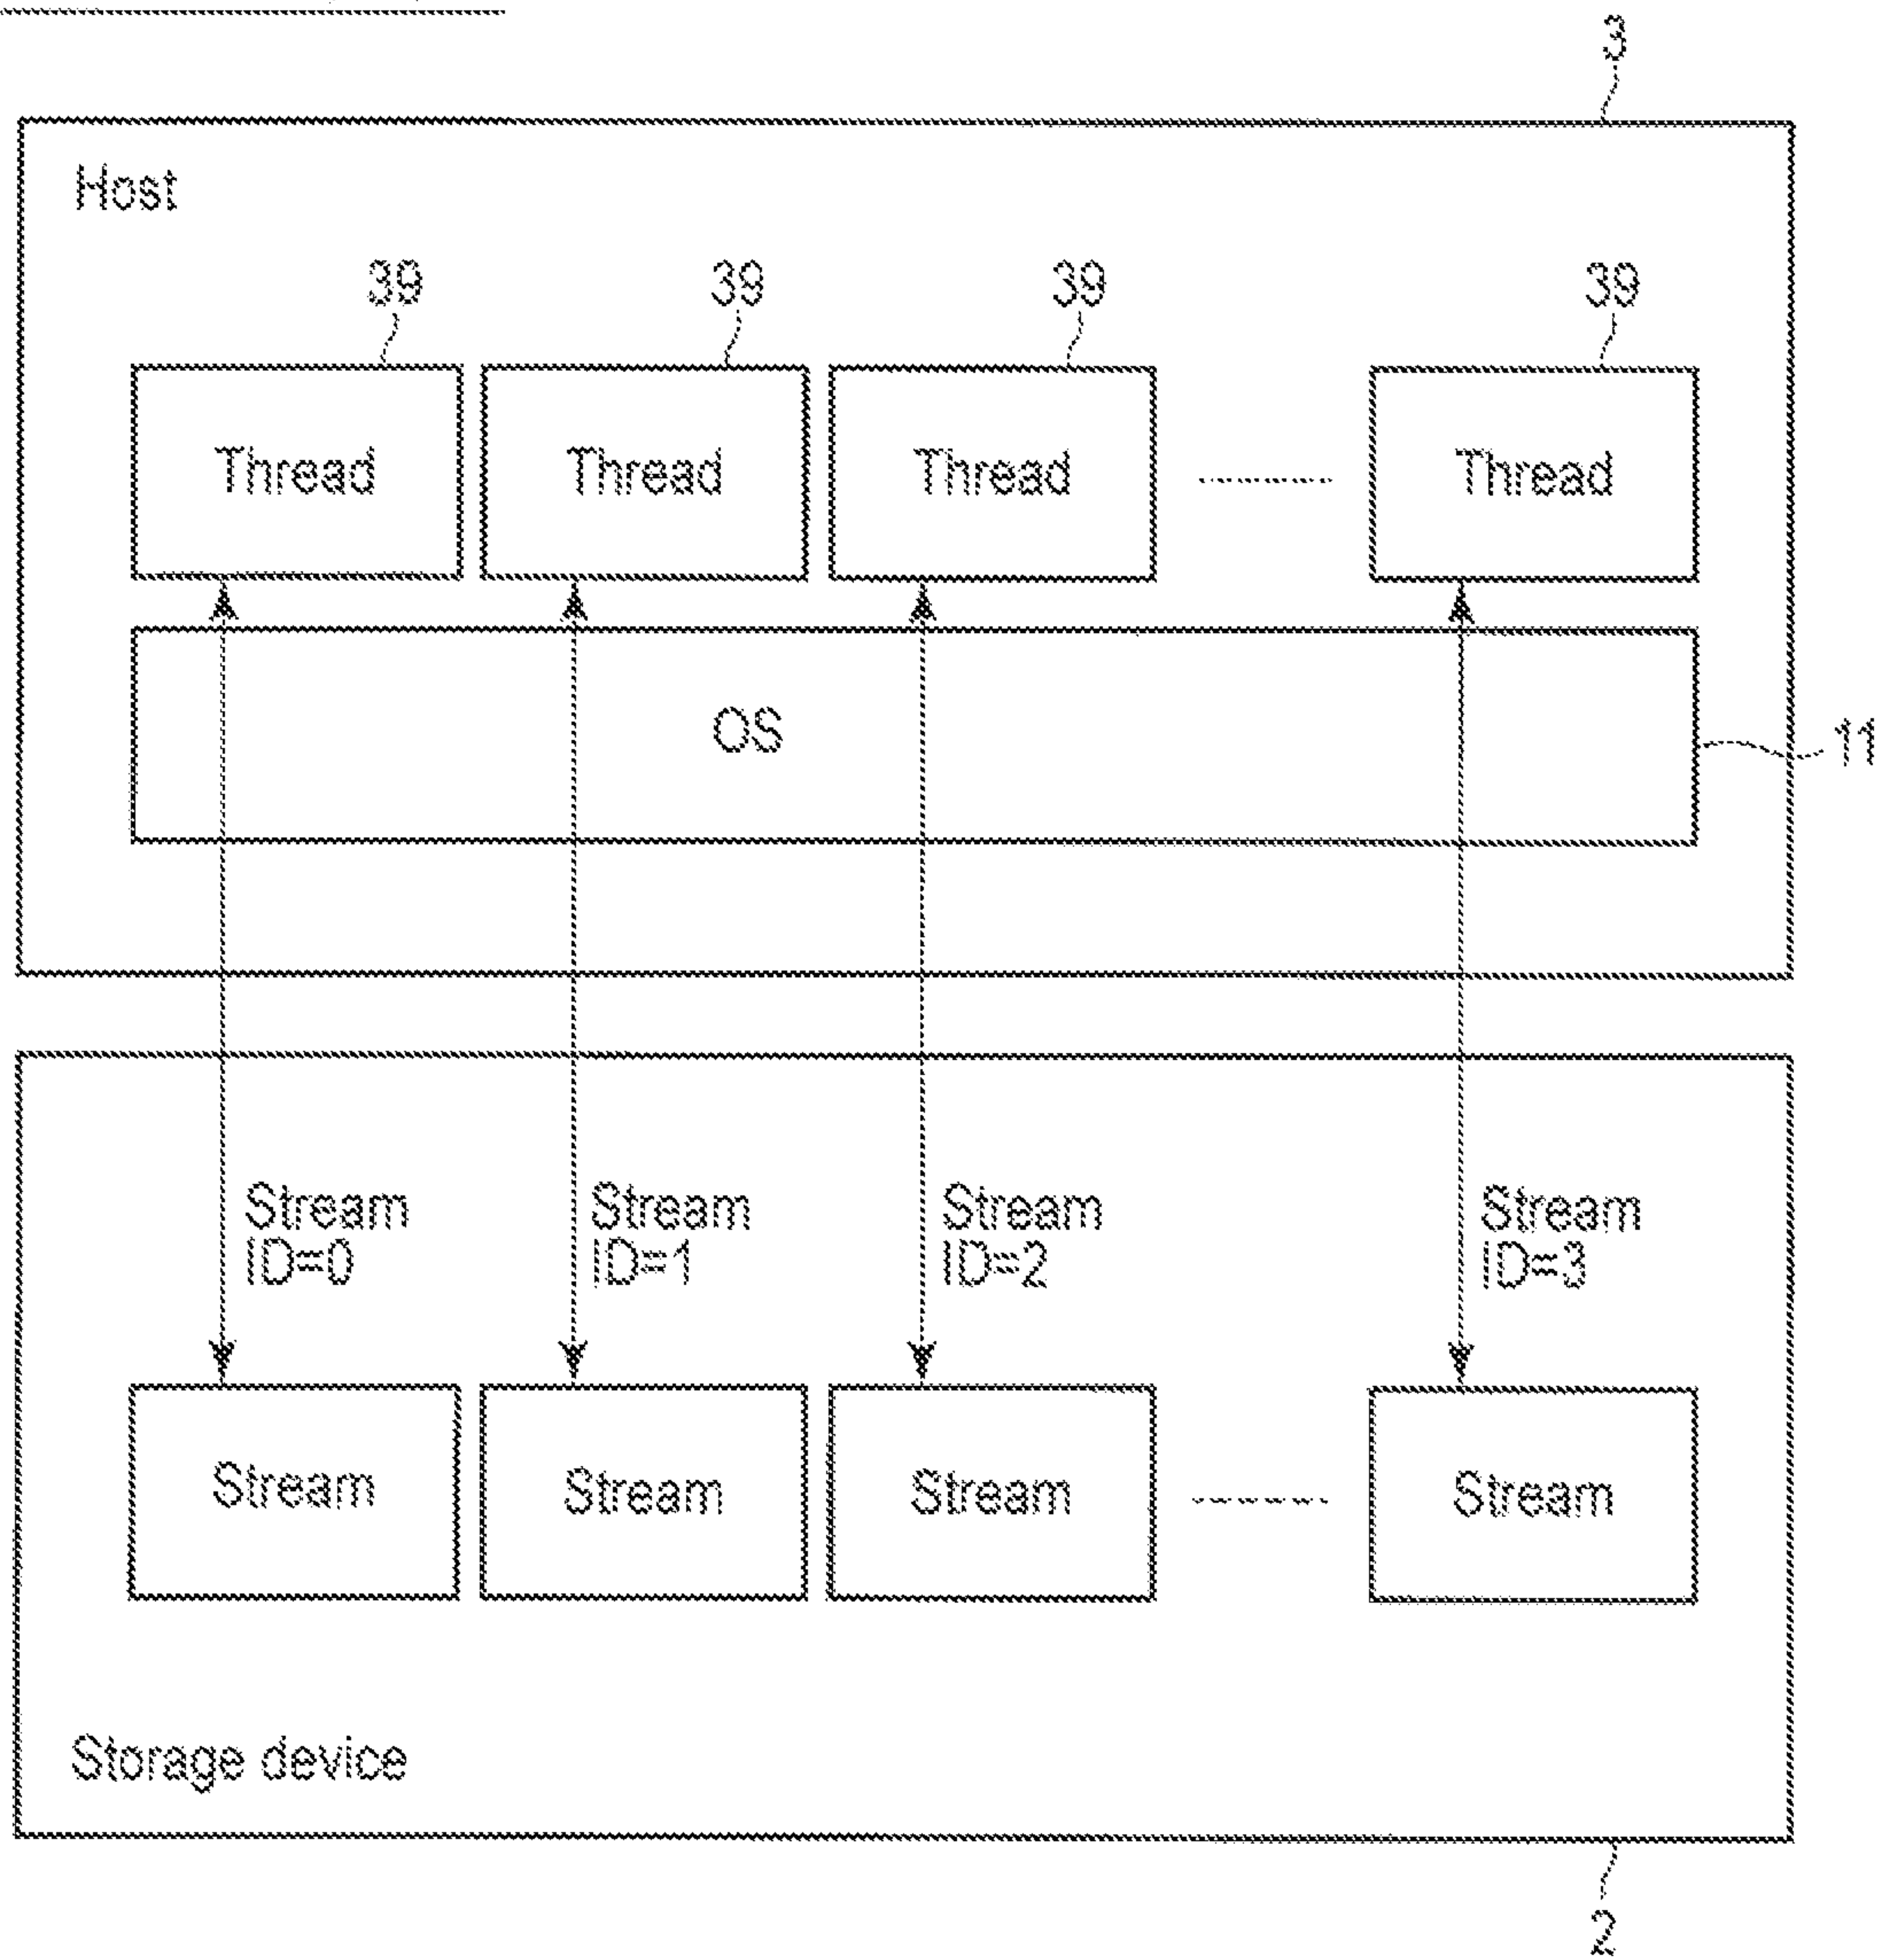 3
Host
39 39 39 39
Thread Thread Thread Thread
OS
11
Stream Stream Stream Stream
ID=0 ID=1 ID=2 ID=3
Stream Stream Stream Stream
Storage device
2